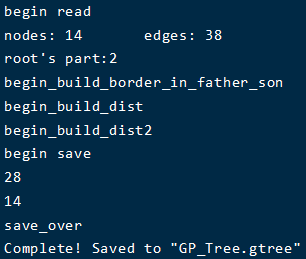 begin read
nodes: 14 edges: 38
root's part:2
begin_build_border_in_father_son
begin_build_dist
begin_build_dist2
begin save
28
14
save_over
Complete! Saved to "GP_Tree.gtree"